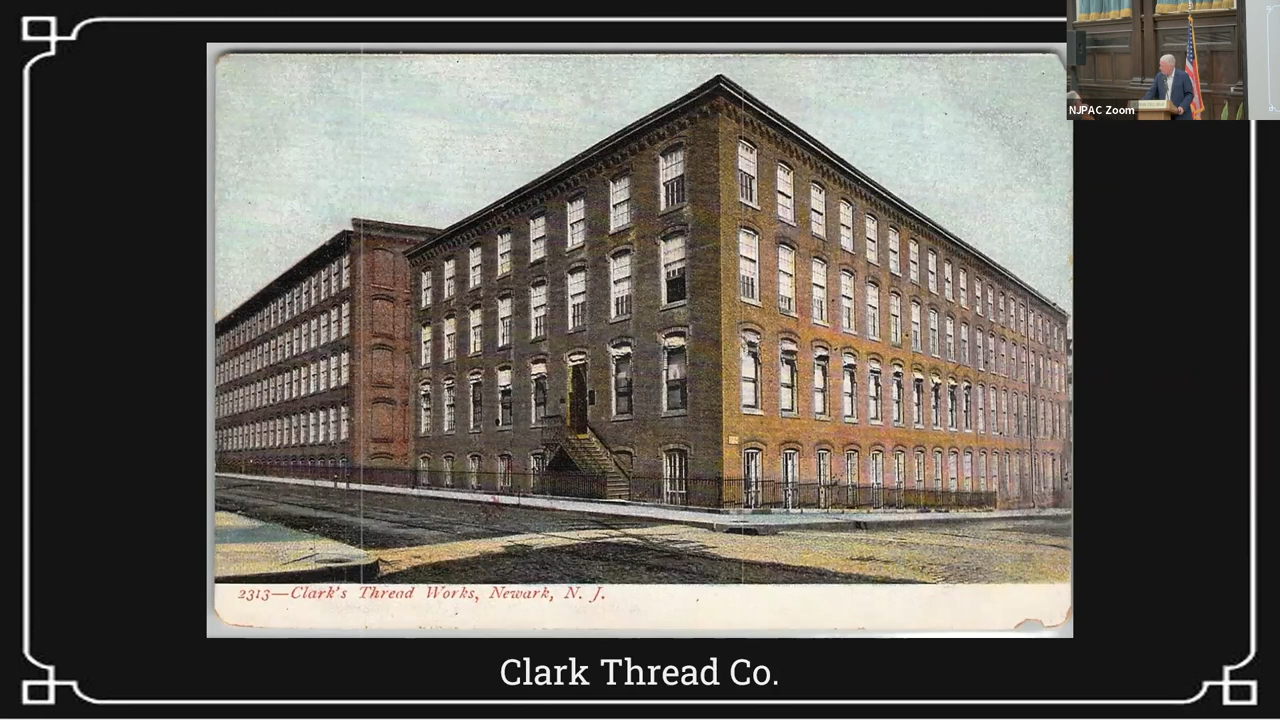 NJPAC Zoom
2313—Clark's Thread Works, Newark, N. J.
Clark Thread Co.